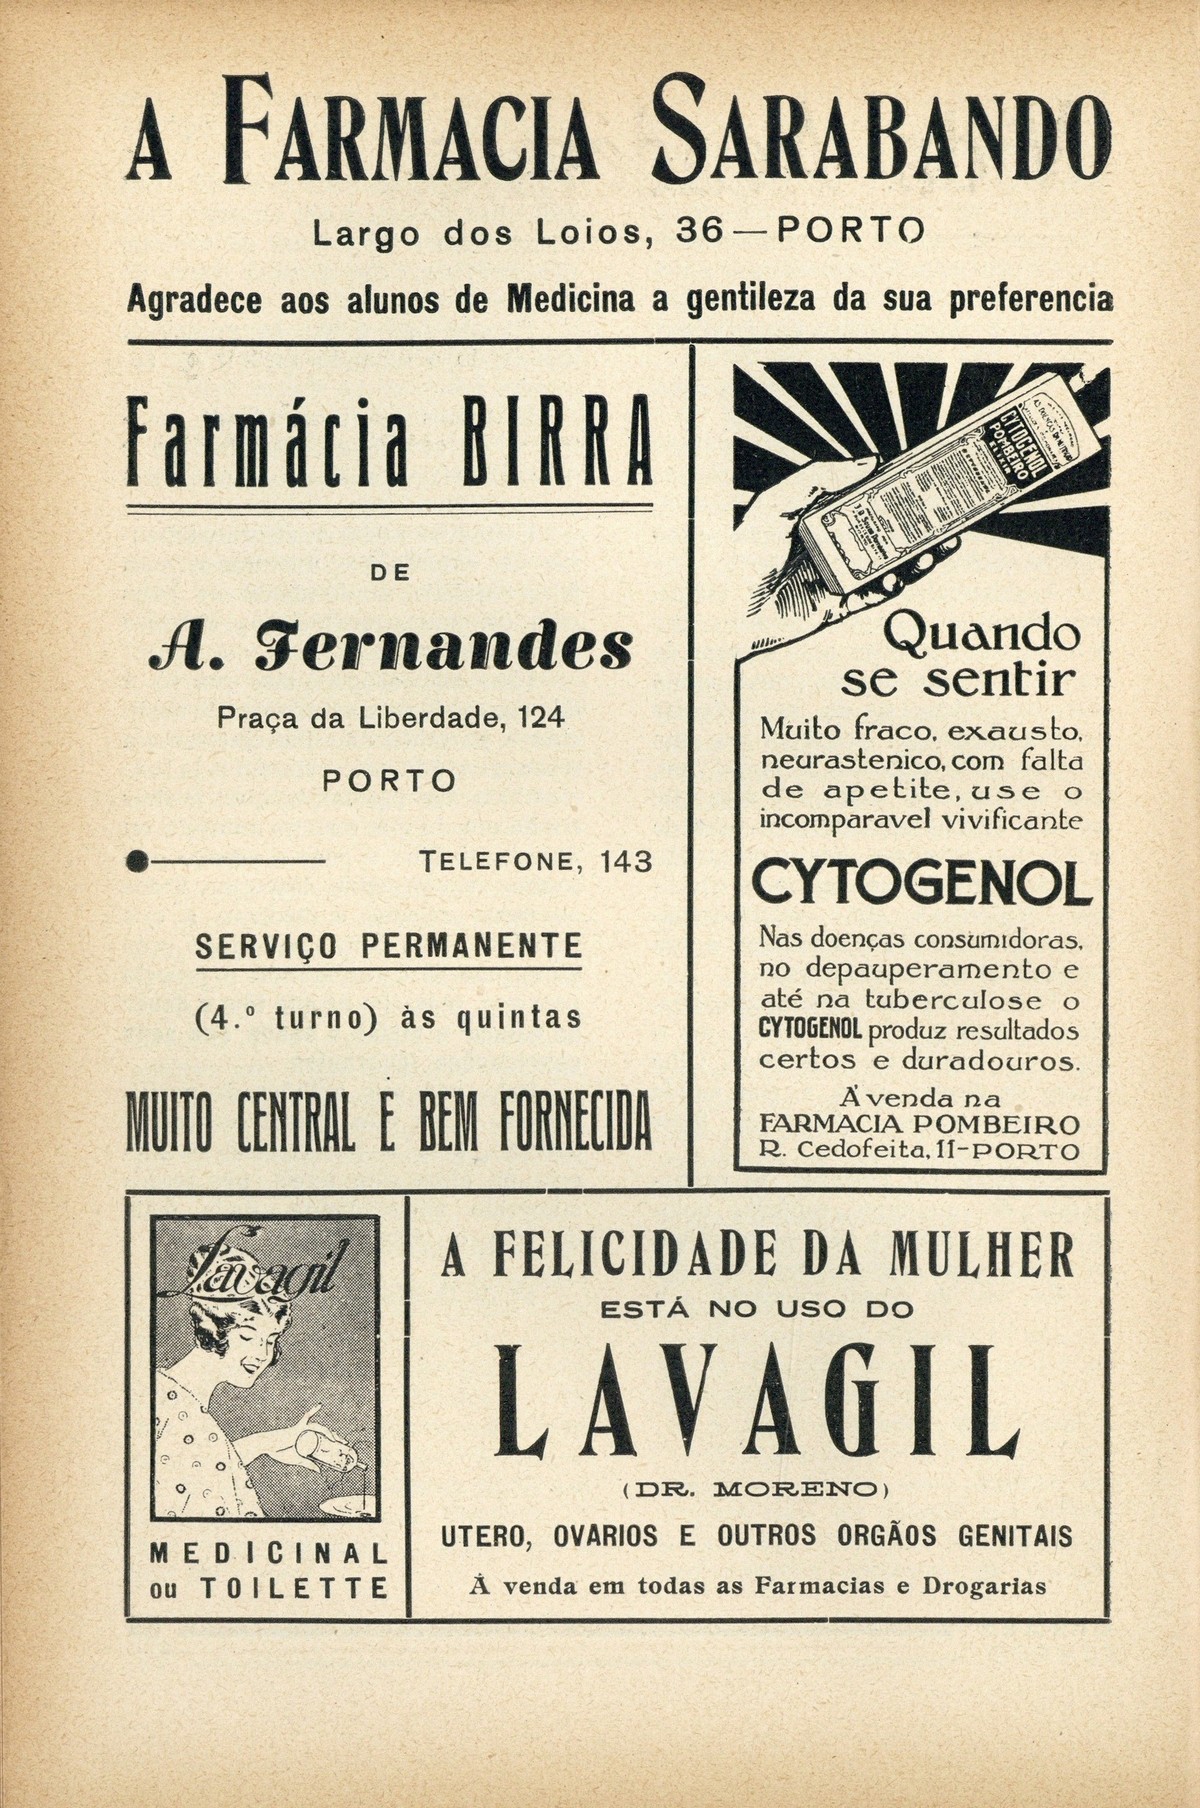 A FARMACIA SARABANDO
Largo dos Loios, 36 — PORTO
Agradece aos alunos de Medicina a gentileza da sua preferencia
Farmácia BIRRA
DE
A. Fernandes
Praça da Liberdade, 124
PORTO
TELEFONE, 143
SERVIÇO PERMANENTE
(4.º turno) às quintas
MUITO CENTRAL E BEM FORNECIDA
CYTOGENOL
POMBEIRO
ELIXIR
Quando
se sentir
Muito fraco, exausto,
neurastenico, com falta
de apetite, use o
incomparavel vivificante
CYTOGENOL
Nas doenças consumidoras,
no depauperamento e
até na tuberculose o
CYTOGENOL produz resultados
certos e duradouros.
Á venda na
FARMACIA POMBEIRO
R. Cedofeita, 11-PORTO
Lavagil
MEDICINAL
ou TOILETTE
A FELICIDADE DA MULHER
ESTÁ NO USO DO
LAVAGIL
(DR. MORENO)
UTERO, OVARIOS E OUTROS ORGÃOS GENITAIS
Á venda em todas as Farmacias e Drogarias